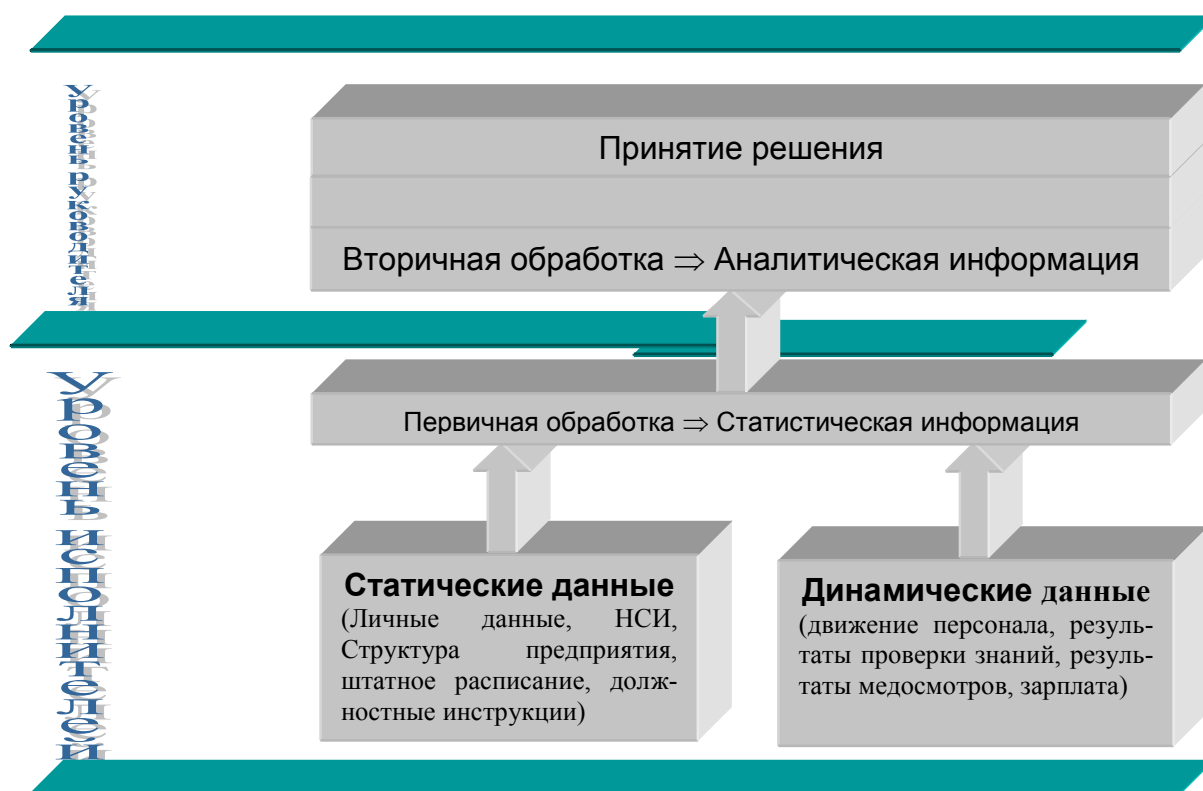 Уровень руководителя
Принятие решения
Вторичная обработка ⇒ Аналитическая информация
Уровень исполнителей
Первичная обработка ⇒ Статистическая информация
Статические данные
(Личные данные, НСИ,
Структура предприятия,
штатное расписание, долж-
ностные инструкции)
Динамические данные
(движение персонала, резуль-
таты проверки знаний, резуль-
таты медосмотров, зарплата)